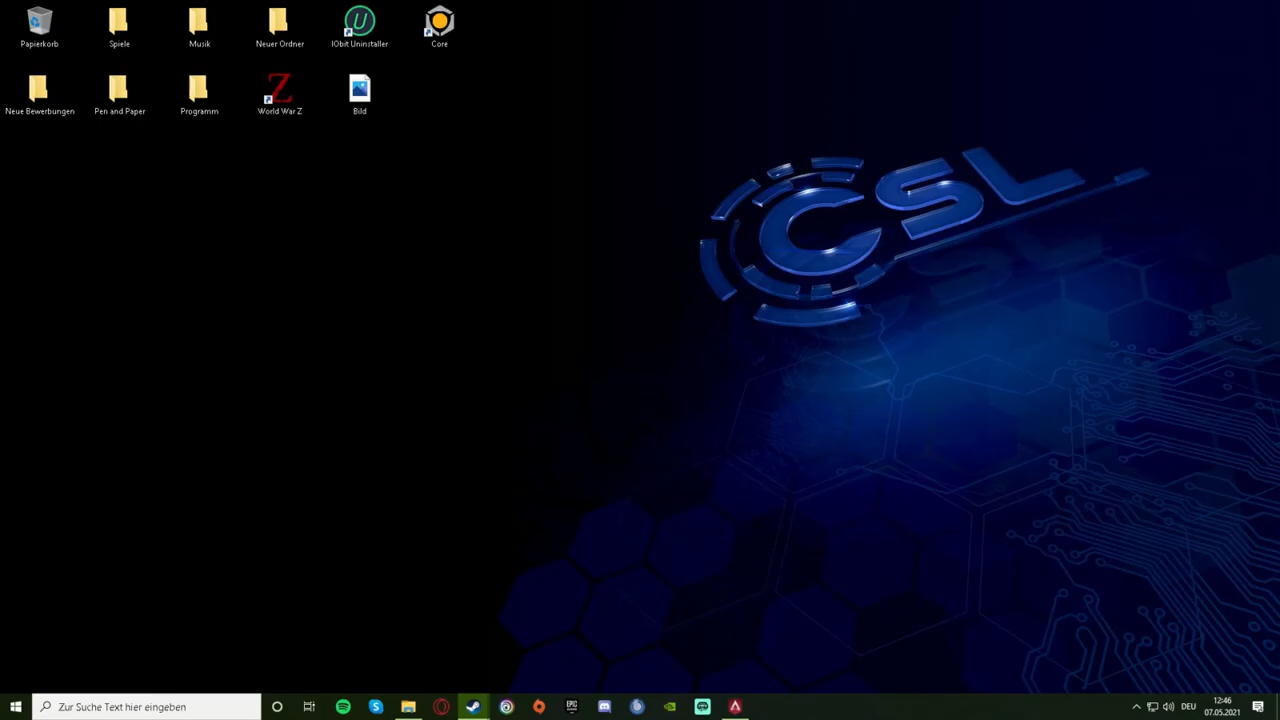 Papierkorb
Spiele
Musik
Neuer Ordner
IObit Uninstaller
Core
Neue Bewerbungen
Pen and Paper
Programm
World War Z
Bild
CSL
Zur Suche Text hier eingeben
EPIC
DEU
12:46
07.05.2021